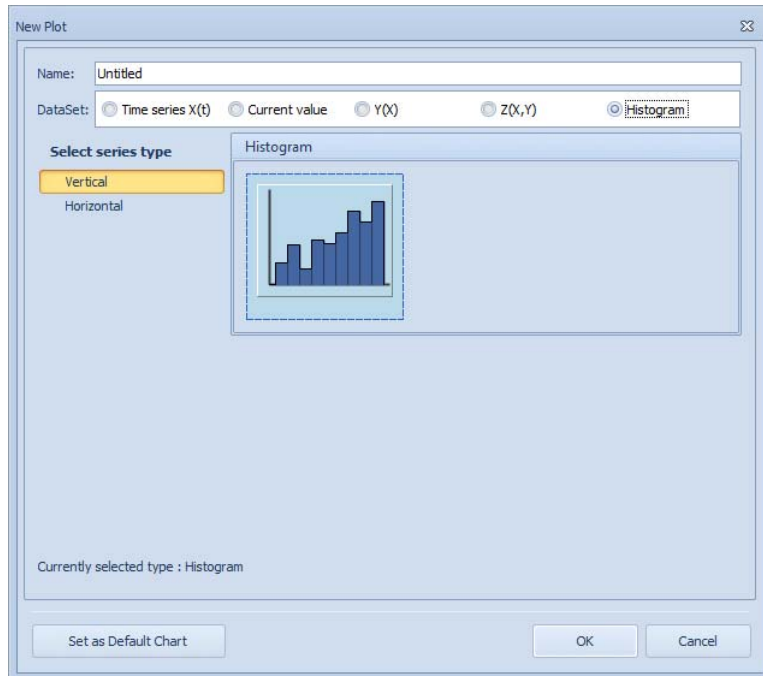 New Plot
Name: Untitled
DataSet: Time series X(t) Current value Y(X) Z(X,Y) Histogram
Select series type
Histogram
Vertical
Horizontal
Currently selected type : Histogram
Set as Default Chart OK Cancel